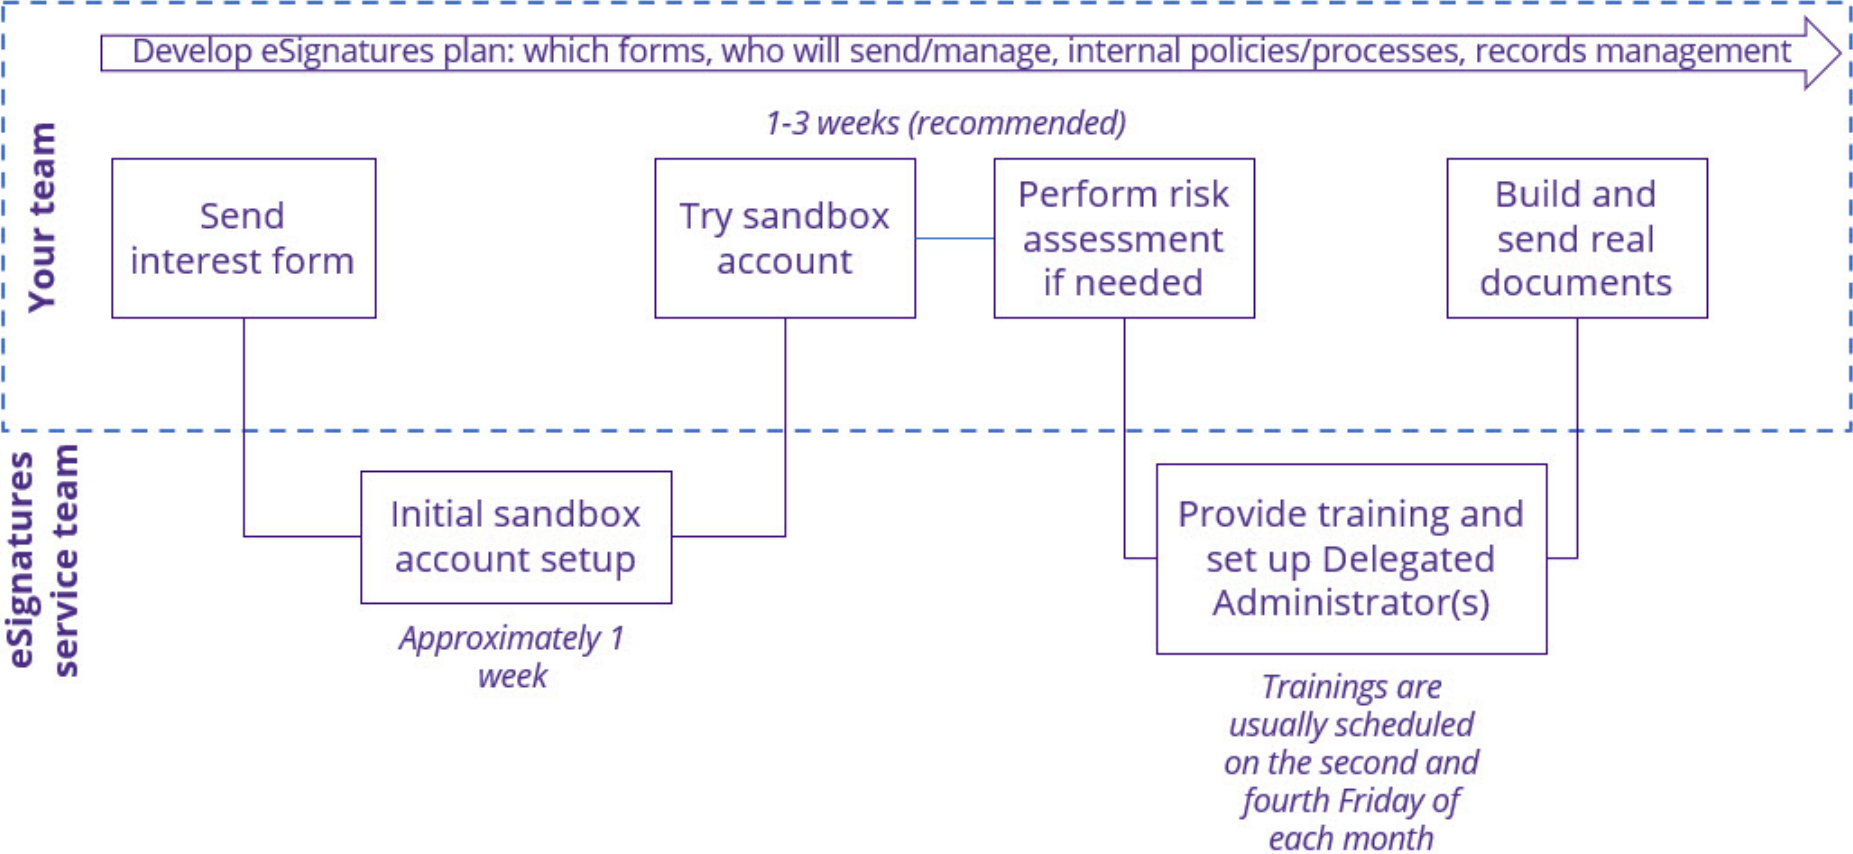 Develop eSignatures plan: which forms, who will send/manage, internal policies/processes, records management
1-3 weeks (recommended)
Your team
Send
interest form
Try sandbox
account
Perform risk
assessment
if needed
Build and
send real
documents
eSignatures
service team
Initial sandbox
account setup
Approximately 1
week
Provide training and
set up Delegated
Administrator(s)
Trainings are
usually scheduled
on the second and
fourth Friday of
each month